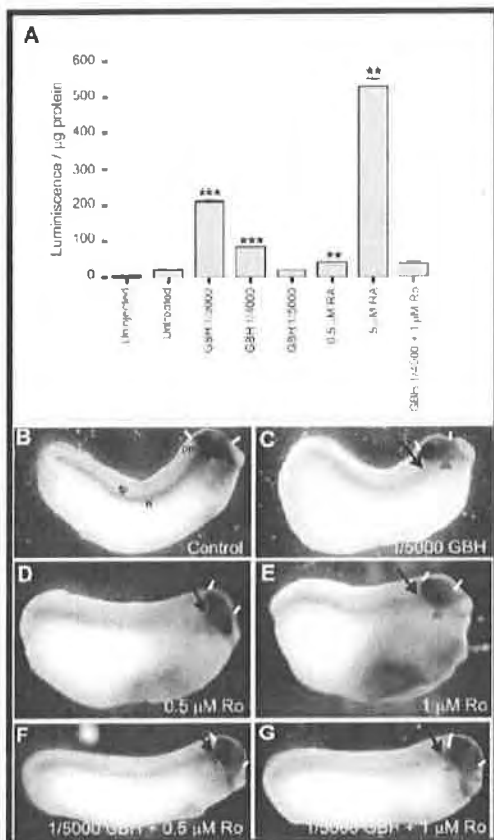 A
Luminiscence / µg protein
600
500
400
300
200
100
0
***
***
**
**
Uninjected
Untreated
GBH 1/3000
GBH 1/4000
GBH 1/5000
0.5 µM RA
5 µM RA
GBH 1/4000 + 1 µM Ro
B
Control
C
1/5000 GBH
D
0.5 µM Ro
E
1 µM Ro
F
1/5000 GBH + 0.5 µM Ro
G
1/5000 GBH + 1 µM Ro